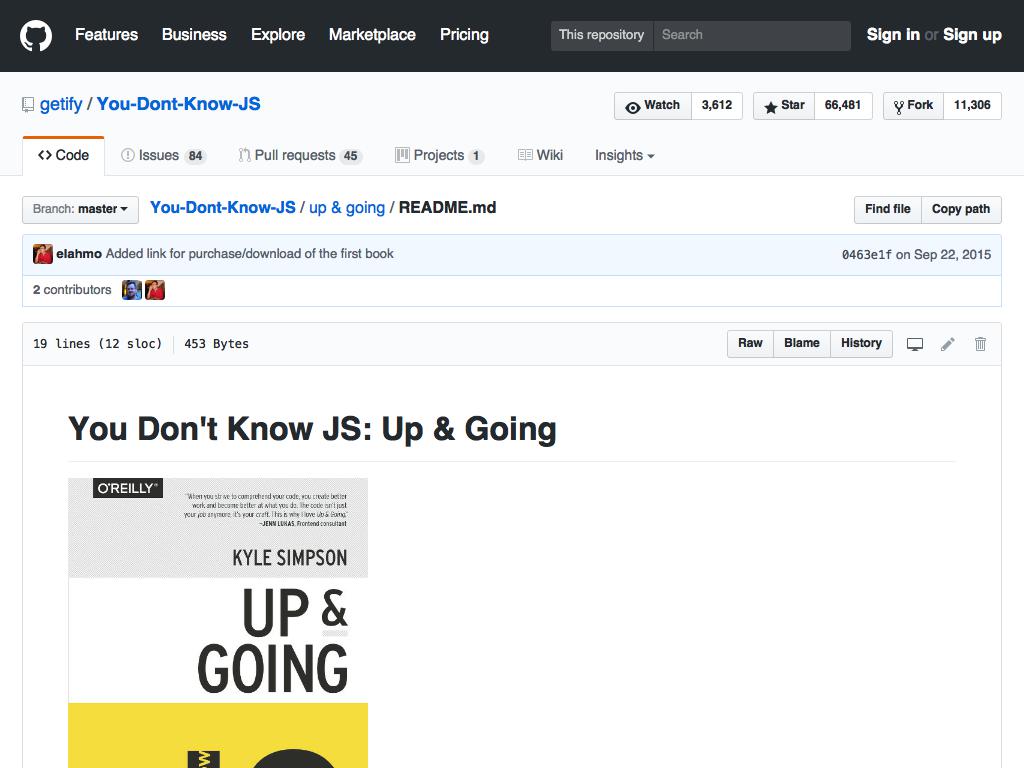 Features Business Explore Marketplace Pricing This repository Search Sign in or Sign up
getify / You-Dont-Know-JS Watch 3,612 Star 66,481 Fork 11,306
Code Issues 84 Pull requests 45 Projects 1 Wiki Insights
Branch: master You-Dont-Know-JS / up & going / README.md Find file Copy path
elahmo Added link for purchase/download of the first book 0463e1f on Sep 22, 2015
2 contributors
19 lines (12 sloc) 453 Bytes Raw Blame History
You Don't Know JS: Up & Going
O'REILLY®
"When you strive to comprehend your code, you create better
work and become better at what you do. The code isn't just
your job anymore, it's your craft. This is why I love Up & Going."
–JENN LUKAS, Frontend consultant
KYLE SIMPSON
UP &
GOING